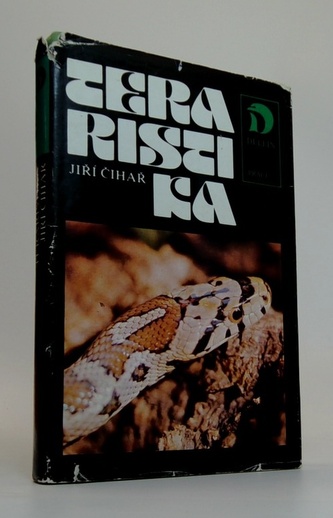 TERA
RISTI
KA
JIŘÍ ČIHAŘ